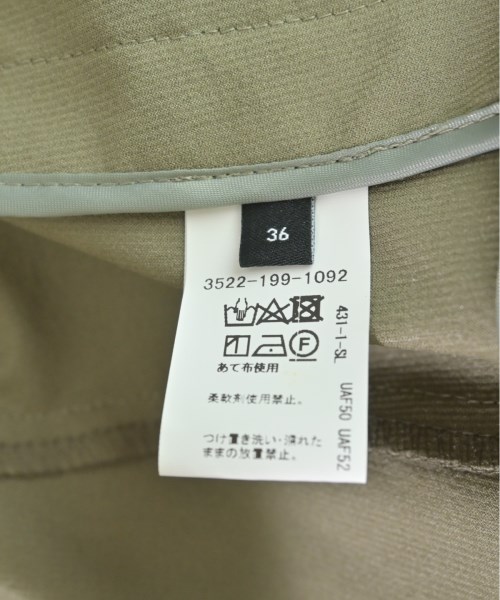 36
3522-199-1092
あて布使用
柔軟剤使用禁止。
つけ置き洗い・濡れた
ままの放置禁止。
431-1-SL
UAF50 UAF52